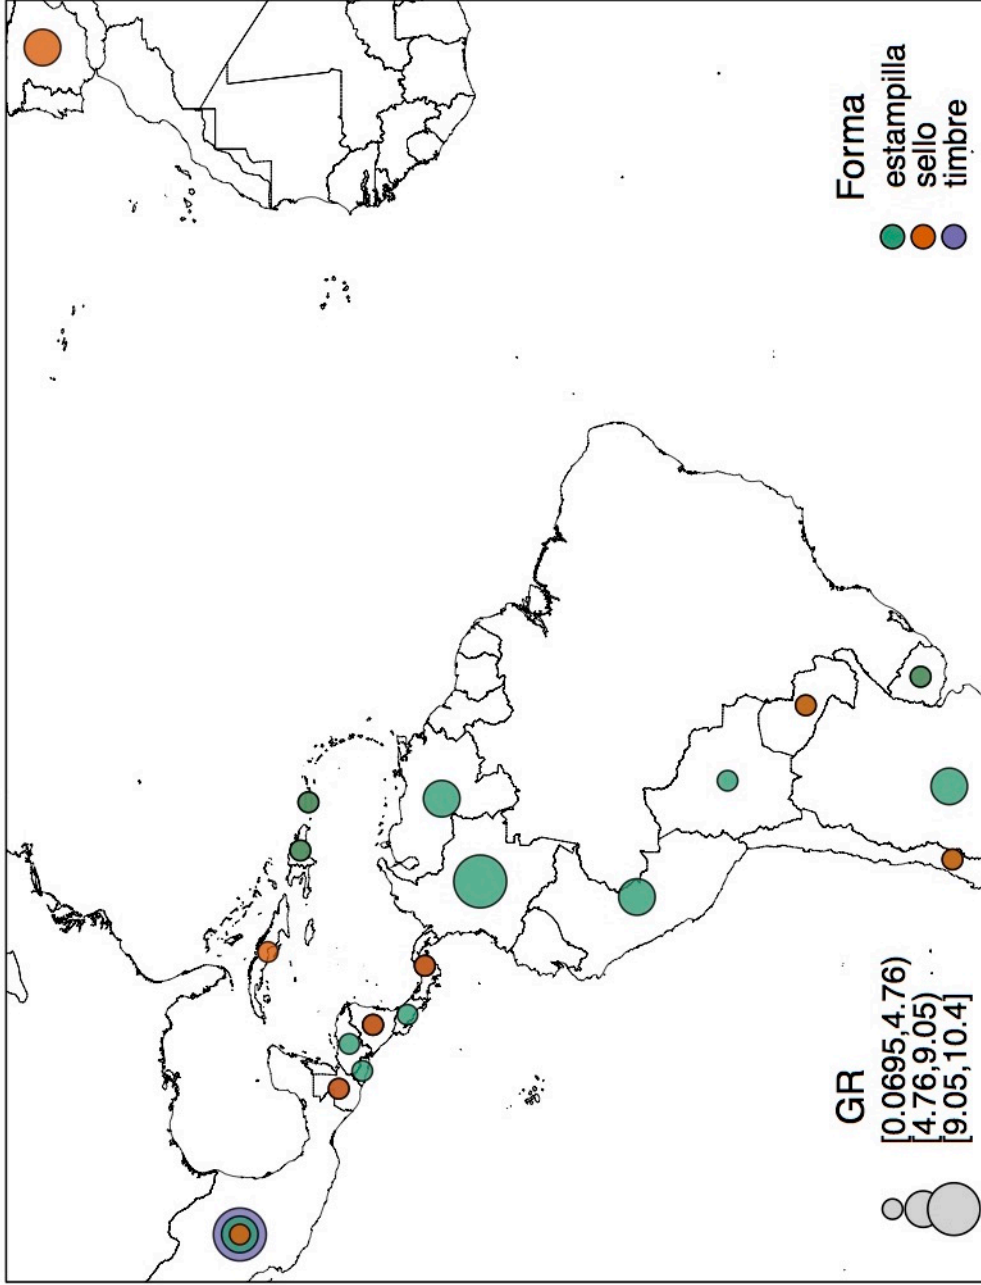 GR
[0.0695,4.76)
[4.76,9.05)
[9.05,10.4]
Forma
estampilla
sello
timbre